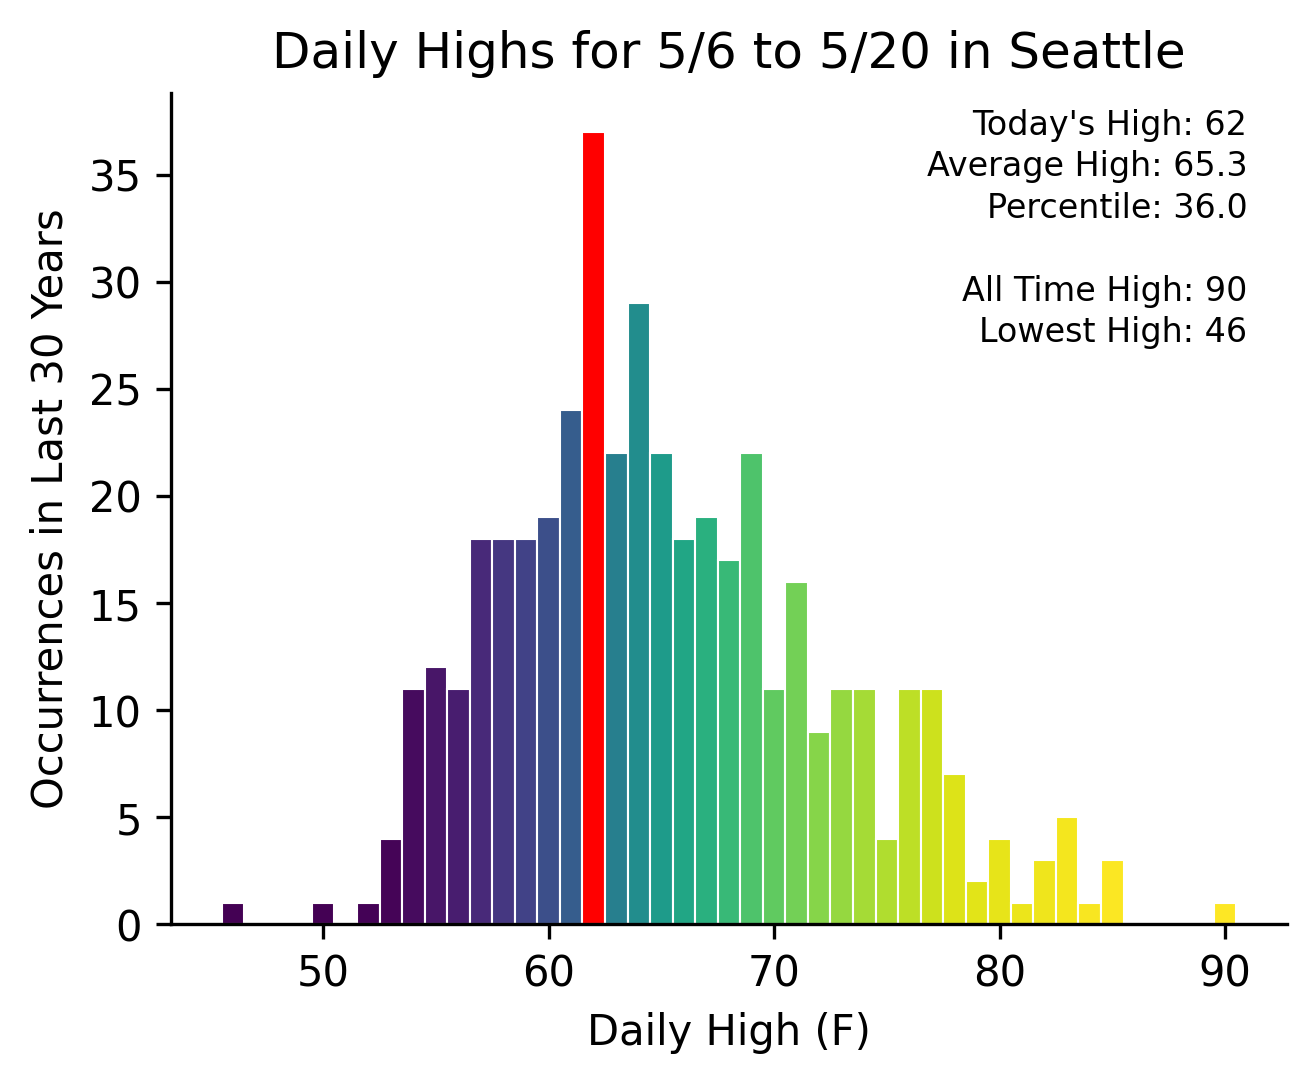 Daily Highs for 5/6 to 5/20 in Seattle
Today's High: 62
Average High: 65.3
Percentile: 36.0
All Time High: 90
Lowest High: 46
Occurrences in Last 30 Years
35
30
25
20
15
10
5
0
50 60 70 80 90
Daily High (F)